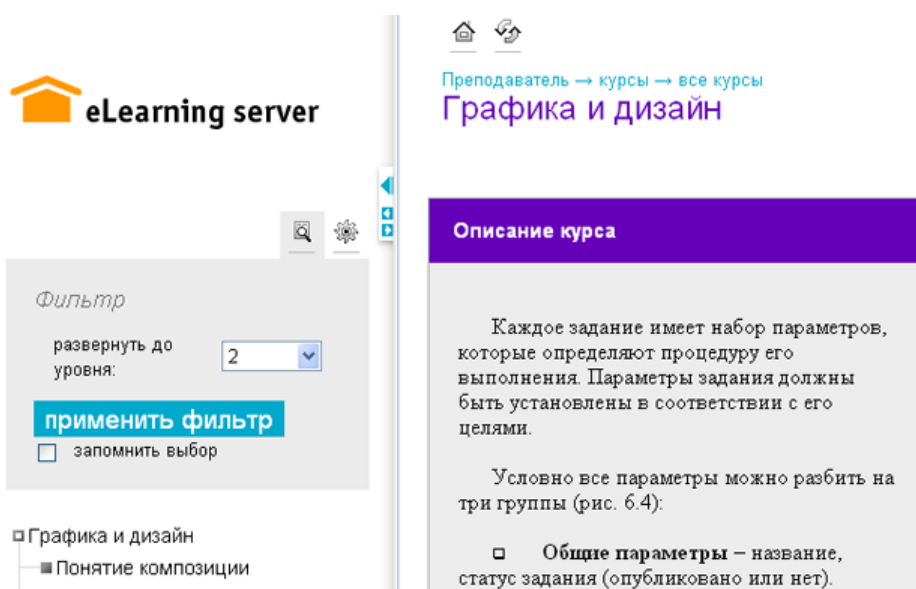 eLearning server
Фильтр
развернуть до
уровня:
2
применить фильтр
запомнить выбор
Графика и дизайн
Понятие композиции
Преподаватель → курсы → все курсы
Графика и дизайн
Описание курса
Каждое задание имеет набор параметров,
которые определяют процедуру его
выполнения. Параметры задания должны
быть установлены в соответствии с его
целями.
Условно все параметры можно разбить на
три группы (рис. 6.4):
Общие параметры – название,
статус задания (опубликовано или нет).